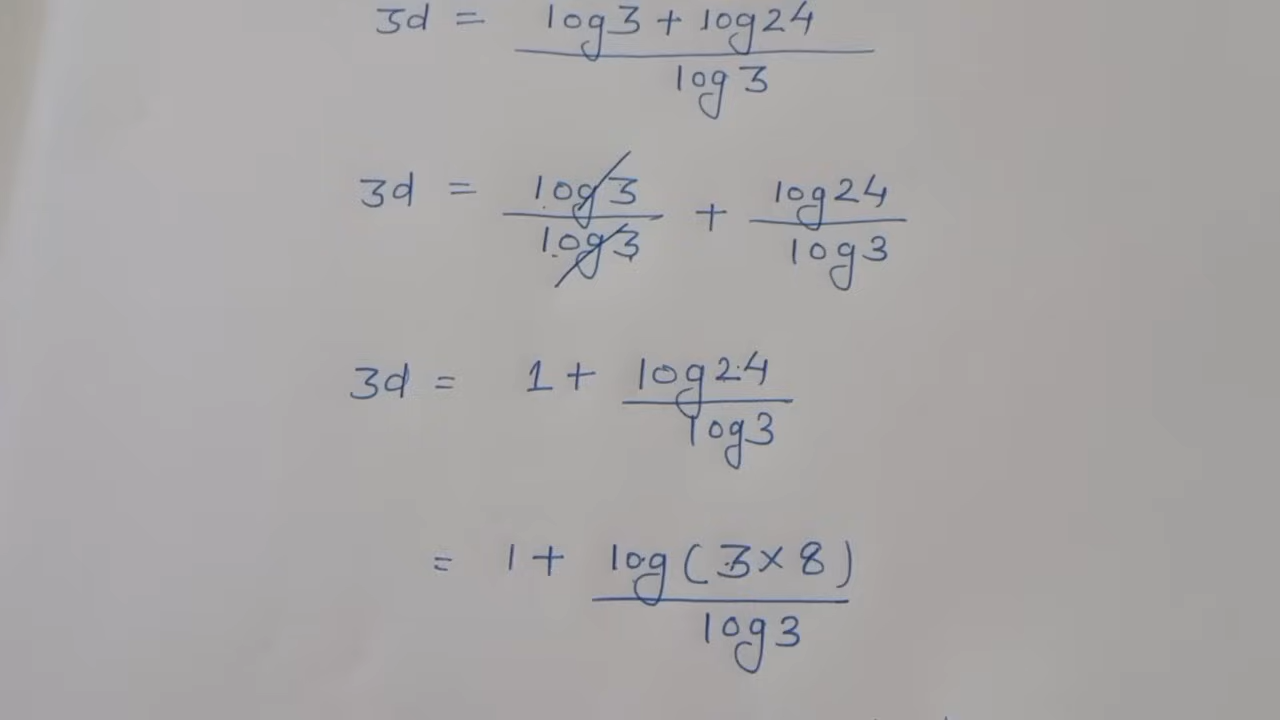 3d = (log3 + log24) / log3
3d = log3 / log3 + log24 / log3
3d = 1 + log24 / log3
= 1 + log(3×8) / log3